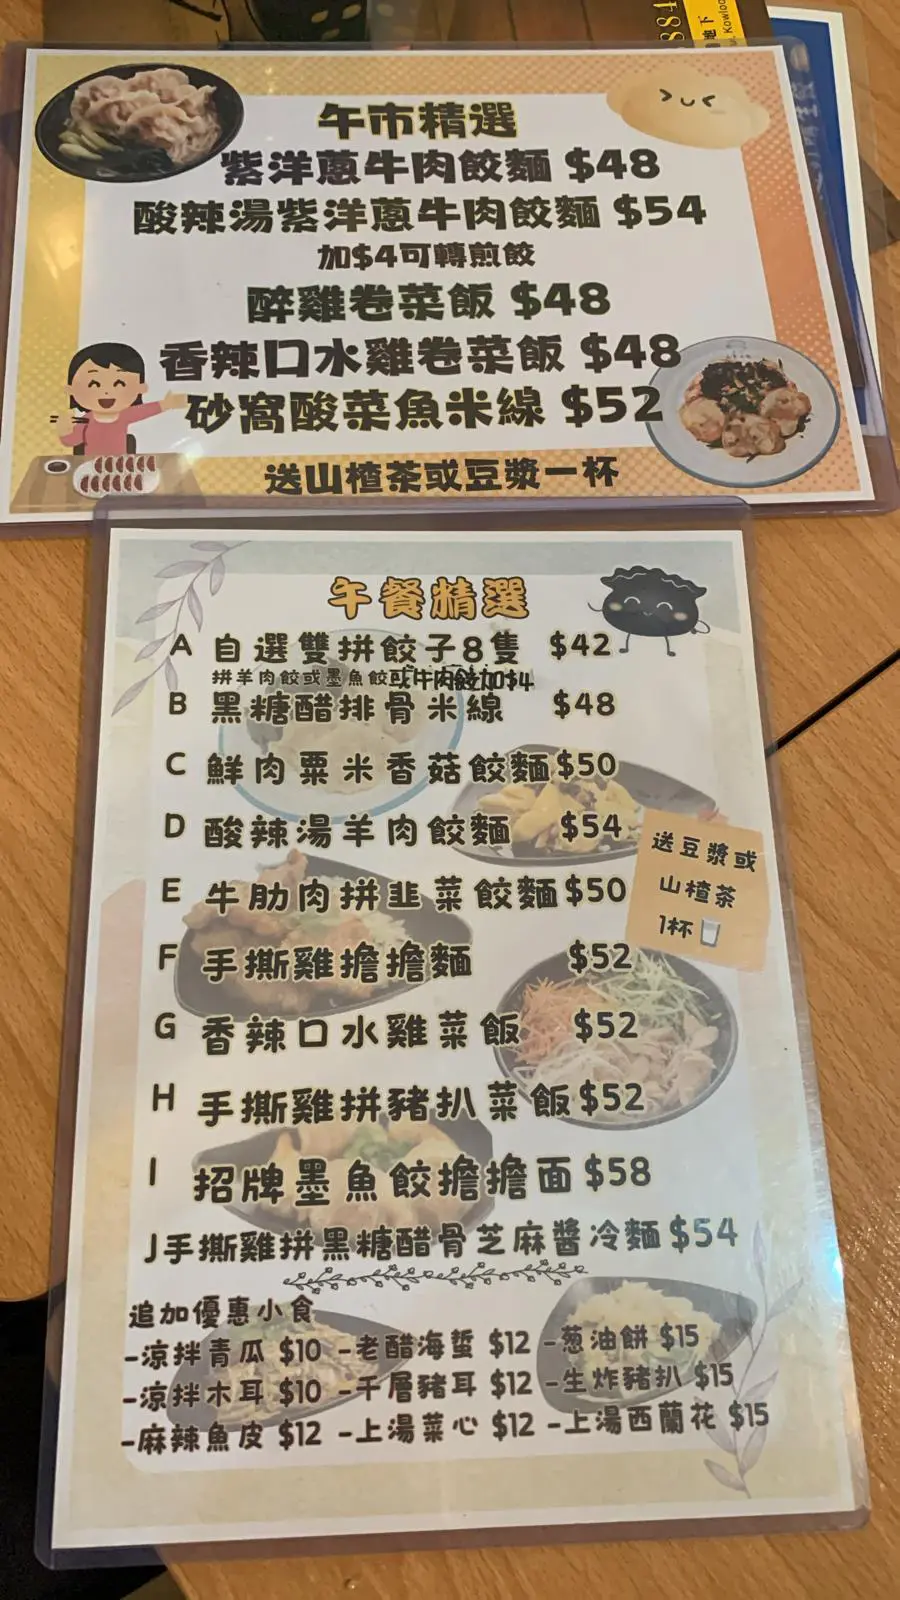 884
地下
, Kowloo
午市精選
紫洋蔥牛肉餃麵 $48
酸辣湯紫洋蔥牛肉餃麵 $54
加$4可轉煎餃
醉雞卷菜飯 $48
香辣口水雞卷菜飯 $48
砂窩酸菜魚米線 $52
送山楂茶或豆漿一杯
午餐精選
A 自選雙拼餃子8隻 $42
拼羊肉餃或墨魚餃或牛肉餃加$4
B 黑糖醋排骨米線 $48
C 鮮肉粟米香菇餃麵 $50
D 酸辣湯羊肉餃麵 $54
E 牛肋肉拼韭菜餃麵 $50
F 手撕雞擔擔麵 $52
G 香辣口水雞菜飯 $52
H 手撕雞拼豬扒菜飯 $52
I 招牌墨魚餃擔擔面 $58
J 手撕雞拼黑糖醋骨芝麻醬冷麵 $54
送豆漿或
山楂茶
1杯
追加優惠小食
-涼拌青瓜 $10 -老醋海蜇 $12 -葱油餅 $15
-涼拌木耳 $10 -千層豬耳 $12 -生炸豬扒 $15
-麻辣魚皮 $12 -上湯菜心 $12 -上湯西蘭花 $15